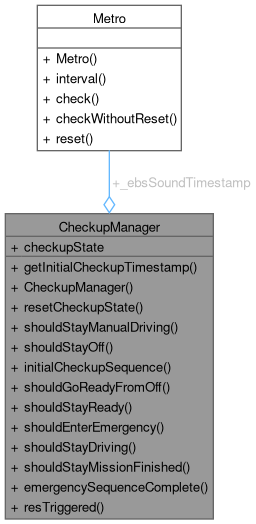 Metro
+ Metro()
+ interval()
+ check()
+ checkWithoutReset()
+ reset()
+_ebsSoundTimestamp
CheckupManager
+ checkupState
+ getInitialCheckupTimestamp()
+ CheckupManager()
+ resetCheckupState()
+ shouldStayManualDriving()
+ shouldStayOff()
+ initialCheckupSequence()
+ shouldGoReadyFromOff()
+ shouldStayReady()
+ shouldEnterEmergency()
+ shouldStayDriving()
+ shouldStayMissionFinished()
+ emergencySequenceComplete()
+ resTriggered()